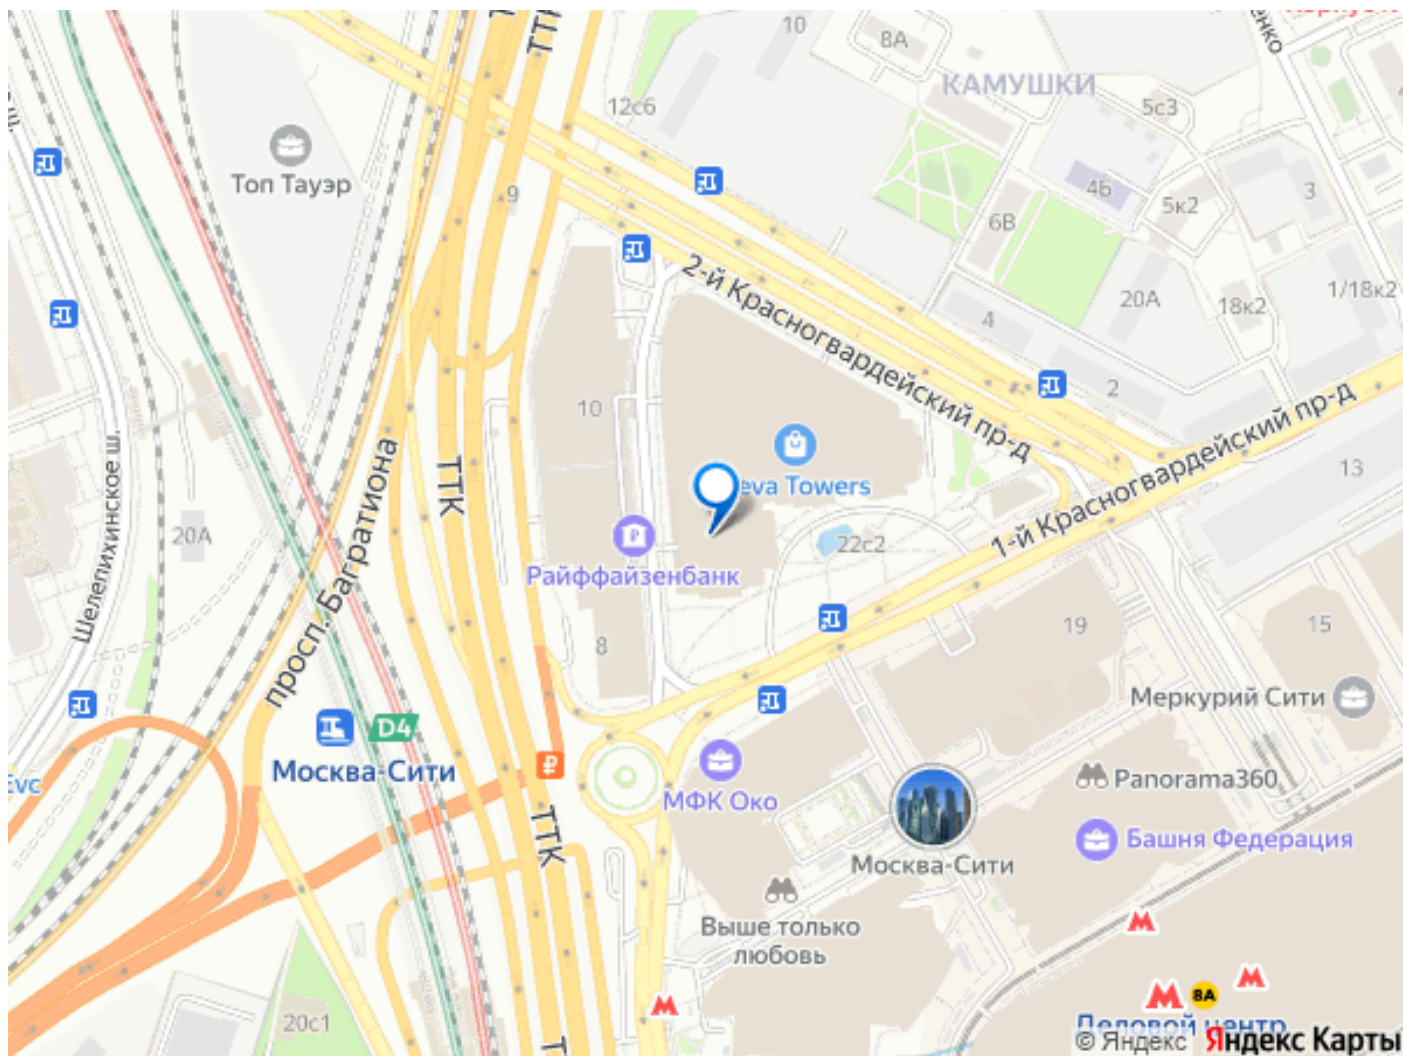 10
8А
КАМУШКИ
12с6
5с3
ТТК
Топ Тауэр
9
4Б
5к2
3
6В
2-й Красногвардейский пр-д
20А
18к2
1/18к2
4
2
10
1-й Красногвардейский пр-д
13
просп. Багратиона
ТТК
Шелепихинское ш.
eva Towers
20А
22с2
Райффайзенбанк
8
19
15
Меркурий Сити
D4
Москва-Сити
₽
МФК Око
Panorama360
ТТК
Башня Федерация
Москва-Сити
Выше только
любовь
8А
20с1
Деловой центр
© Яндекс Яндекс Карты